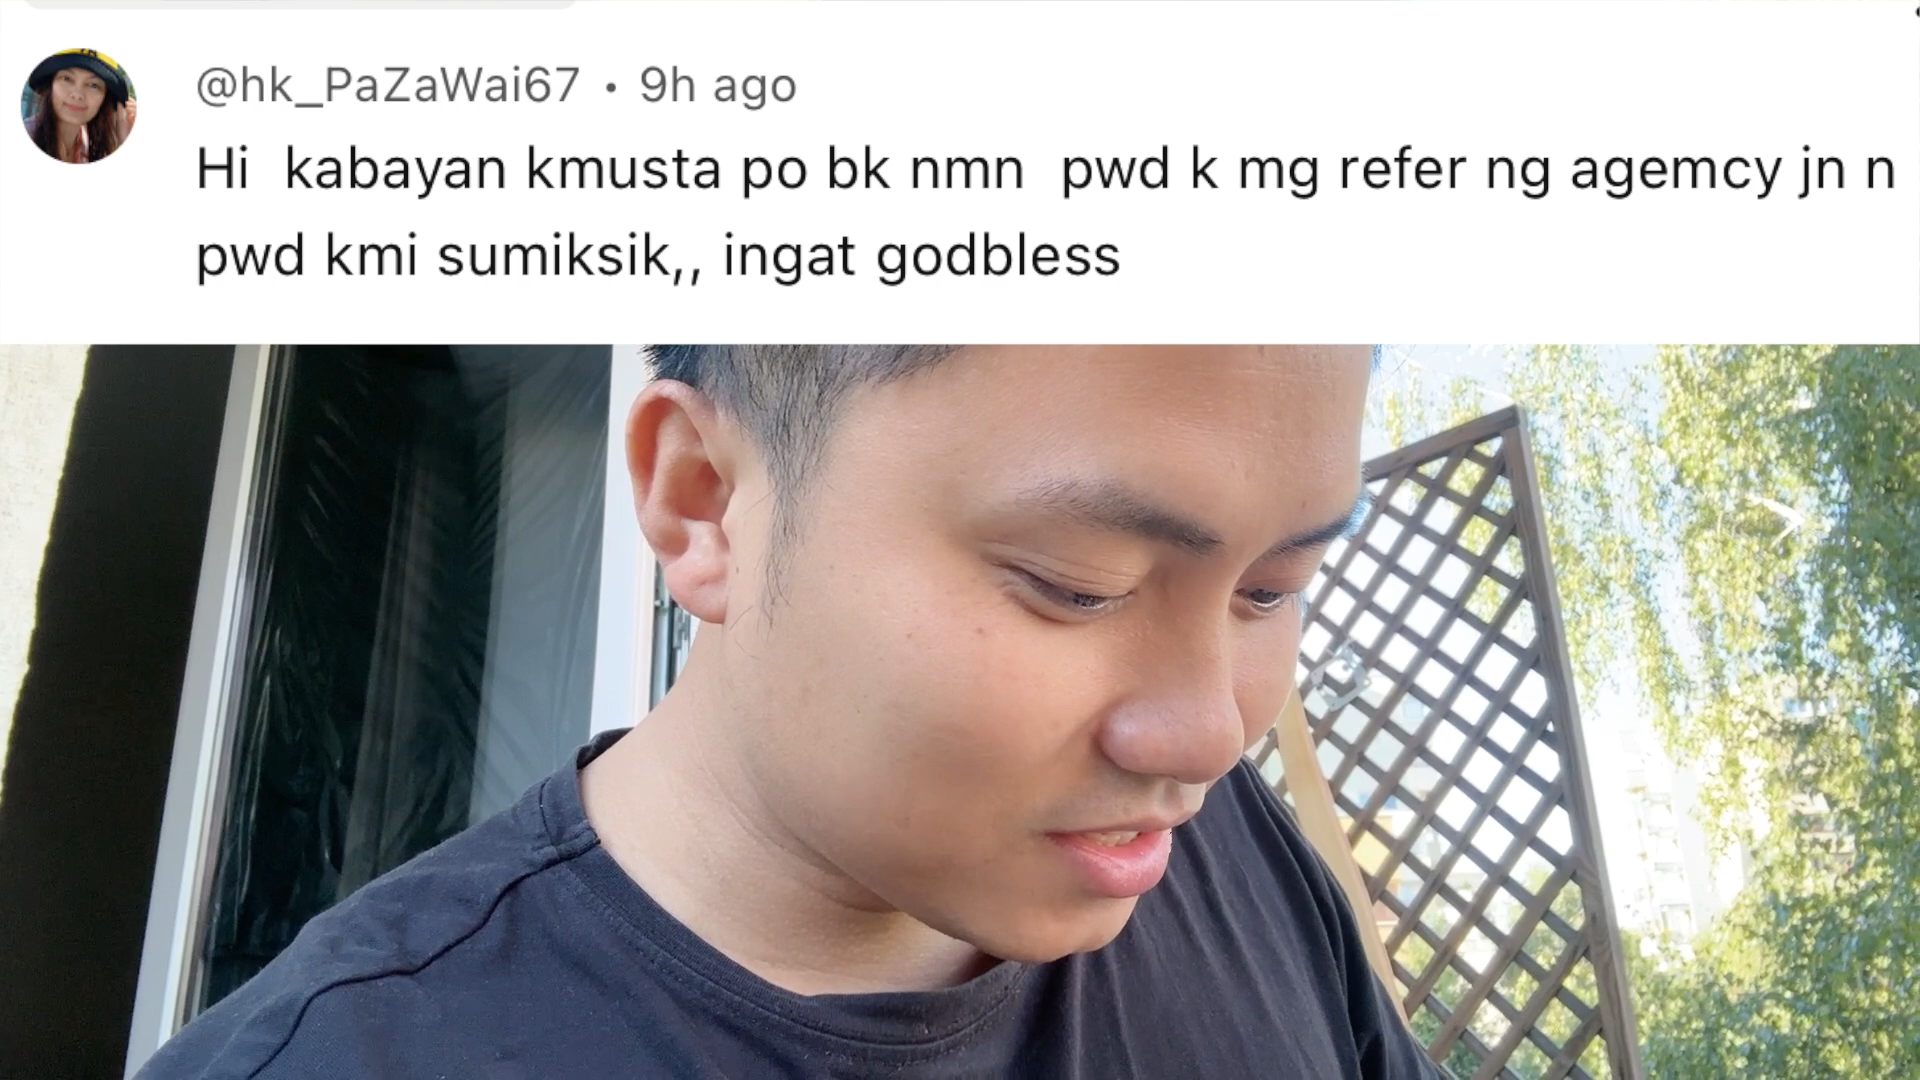 @hk_PaZaWai67 • 9h ago
Hi kabayan kmusta po bk nmn pwd k mg refer ng agemcy jn n
pwd kmi sumiksik,, ingat godbless